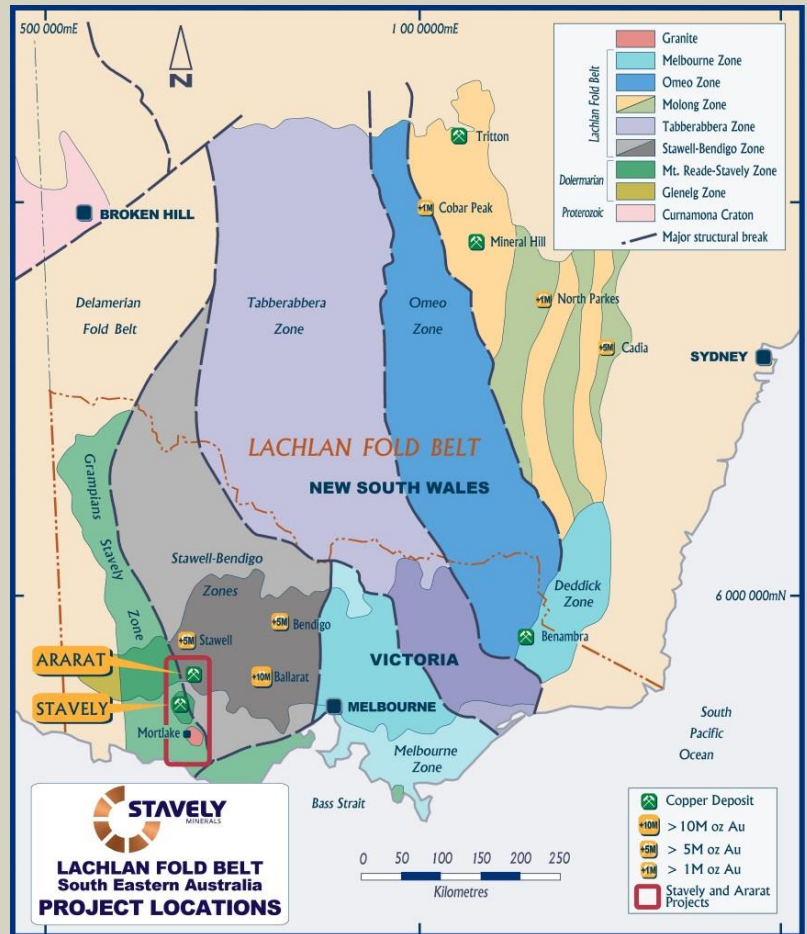 500 000mE
1 00 0000mE
N
Granite
Melbourne Zone
Omeo Zone
Molong Zone
Tabberabbera Zone
Stawell-Bendigo Zone
Mt. Reade-Stavely Zone
Glenelg Zone
Curnamona Craton
Major structural break
Lachlan Fold Belt
Dolermarian
Proterozoic
Tritton
+1M Cobar Peak
BROKEN HILL
Mineral Hill
Delamerian
Fold Belt
Tabberabbera
Zone
Omeo
Zone
+1M North Parkes
+5M Cadia
SYDNEY
LACHLAN FOLD BELT
NEW SOUTH WALES
Grampians
Stavely
Zone
Stawell-Bendigo
Zones
Deddick
Zone
6 000 000mN
+5M Bendigo
+5M Stawell
Benambra
ARARAT
VICTORIA
+10M Ballarat
STAVELY
MELBOURNE
Mortlake
South
Pacific
Ocean
Melbourne
Zone
Bass Strait
STAVELY
MINERALS
LACHLAN FOLD BELT
South Eastern Australia
PROJECT LOCATIONS
0 50 100 150 200 250
Kilometres
Copper Deposit
+10M >10M oz Au
+5M > 5M oz Au
+1M > 1M oz Au
Stavely and Ararat
Projects